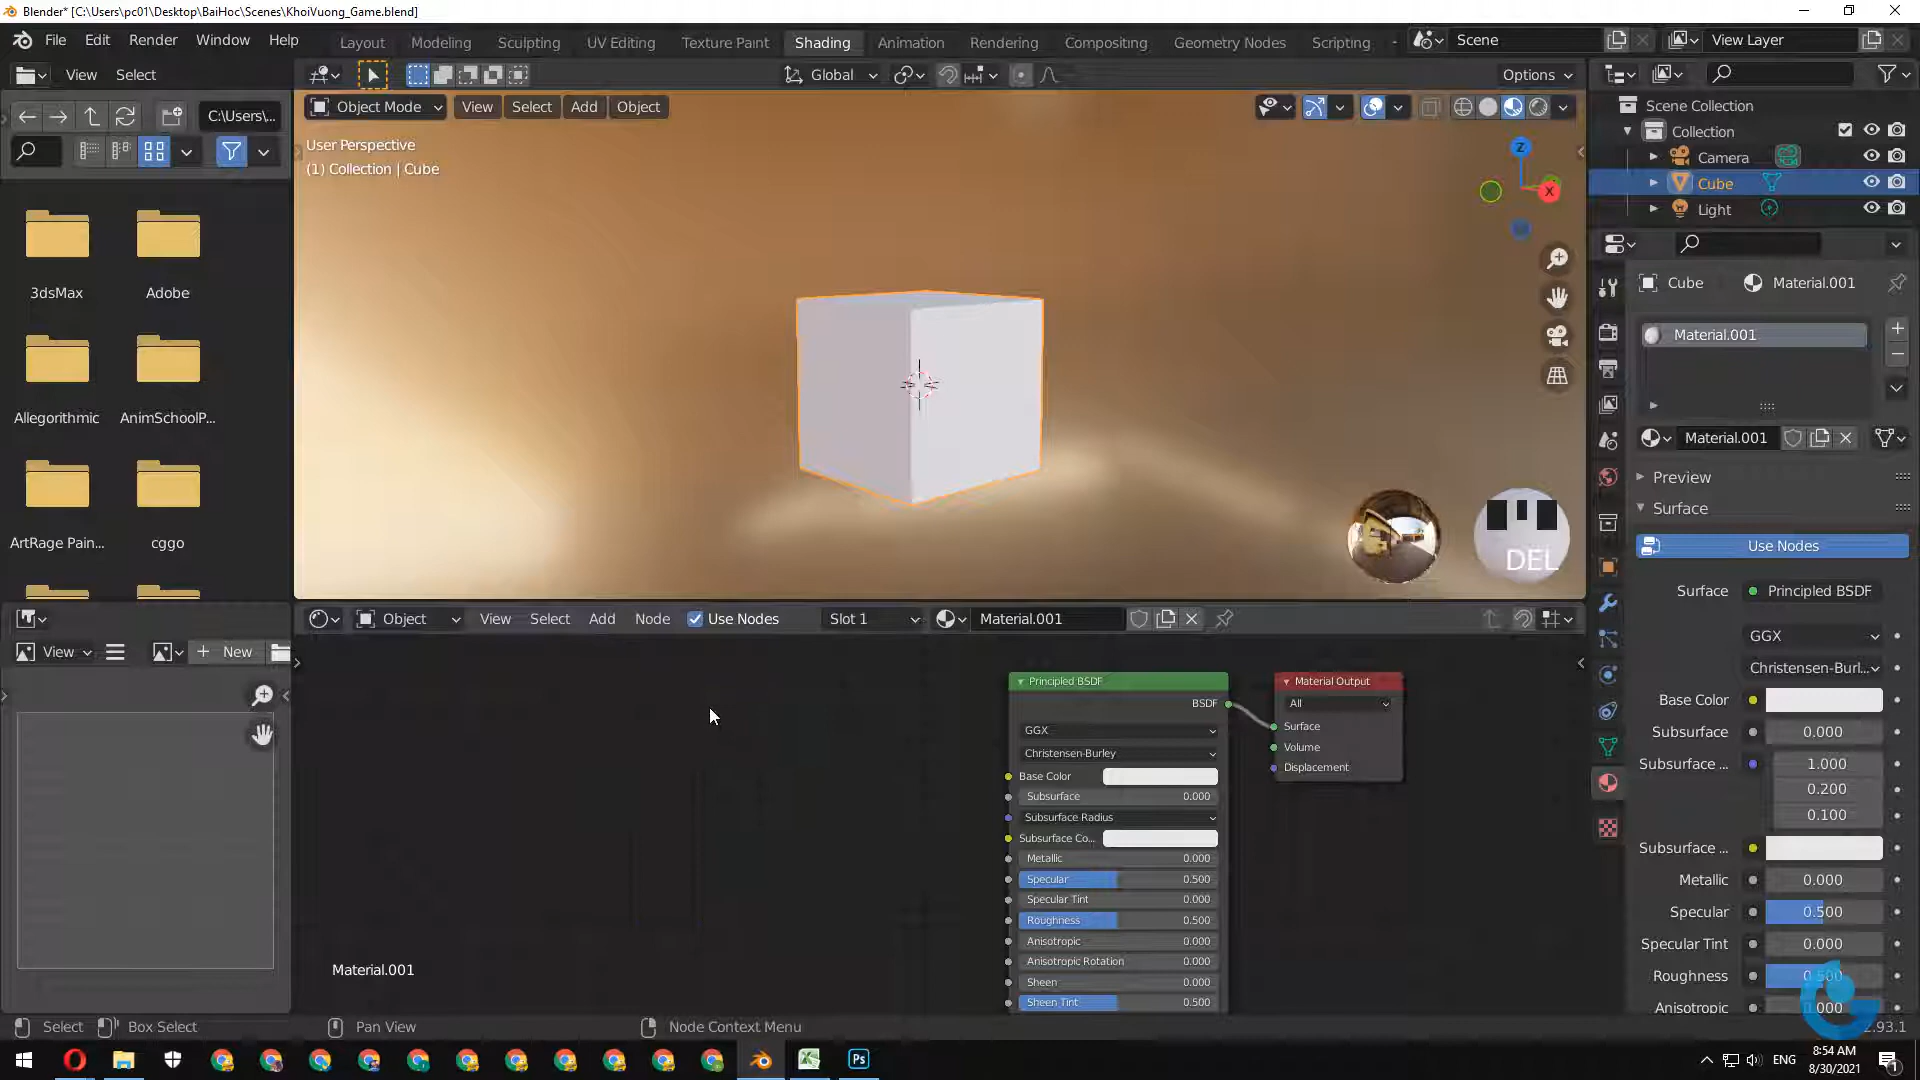 Blender* [C:\Users\pc01\Desktop\BaiHoc\Scenes\KhoiVuong_Game.blend]
File Edit Render Window Help
Layout Modeling Sculpting UV Editing Texture Paint Shading Animation Rendering Compositing Geometry Nodes Scripting
Scene
View Layer
View Select
Global
Options
C:\Users\...
Object Mode View Select Add Object
User Perspective
(1) Collection | Cube
Z
X
DEL
3dsMax
Adobe
Allegorithmic
AnimSchoolP...
ArtRage Pain...
cggo
Scene Collection
Collection
Camera
Cube
Light
Cube
Material.001
Material.001
Material.001
Preview
Surface
Use Nodes
Surface Principled BSDF
GGX
Christensen-Burl...
Base Color
Subsurface 0.000
Subsurface ... 1.000
0.200
0.100
Subsurface ...
Metallic 0.000
Specular 0.500
Specular Tint 0.000
Roughness 0.500
Anisotropic 0.000
Object View Select Add Node Use Nodes Slot 1 Material.001
View New
Principled BSDF
BSDF
GGX
Christensen-Burley
Base Color
Subsurface 0.000
Subsurface Radius
Subsurface Co...
Metallic 0.000
Specular 0.500
Specular Tint 0.000
Roughness 0.500
Anisotropic 0.000
Anisotropic Rotation 0.000
Sheen 0.000
Sheen Tint 0.500
Material Output
All
Surface
Volume
Displacement
Material.001
Select Box Select Pan View Node Context Menu
2.93.1
Ps
ENG
8:54 AM
8/30/2021
1